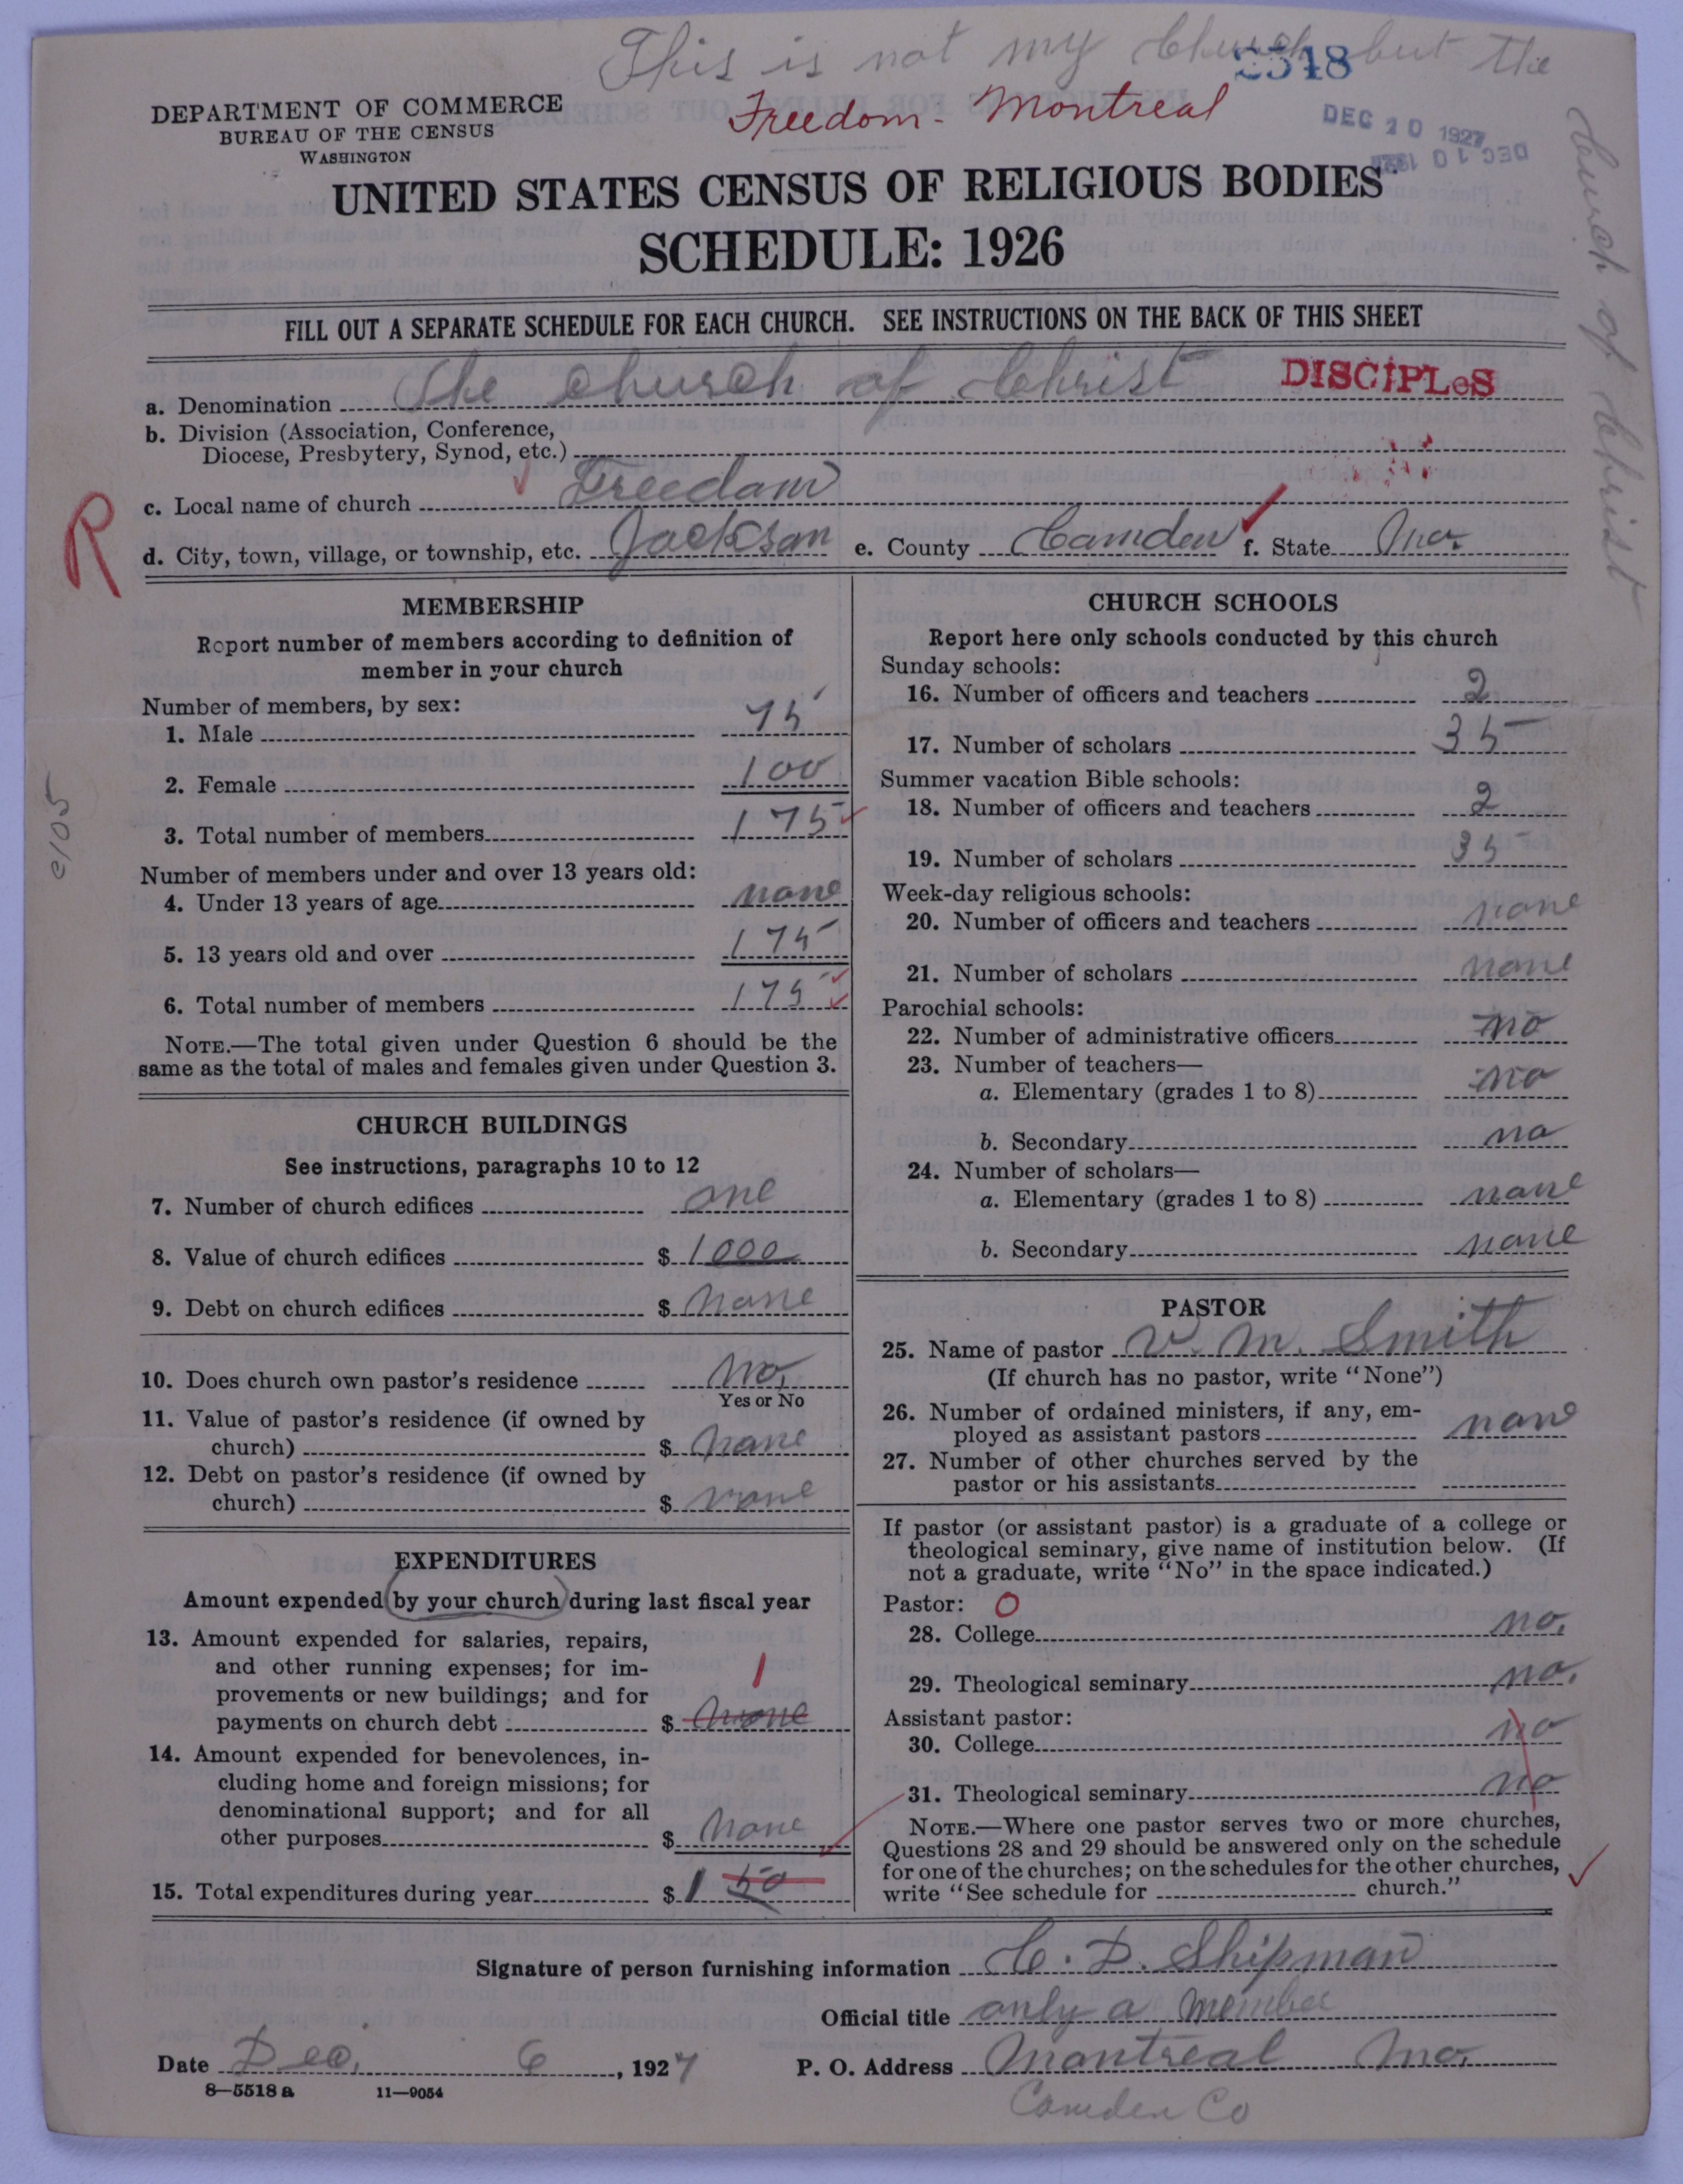 This is not my Church but the
Church of Christ
2518
Freedom - Montreal
DEC 20 1927
DEPARTMENT OF COMMERCE
BUREAU OF THE CENSUS
WASHINGTON
UNITED STATES CENSUS OF RELIGIOUS BODIES
SCHEDULE: 1926
FILL OUT A SEPARATE SCHEDULE FOR EACH CHURCH. SEE INSTRUCTIONS ON THE BACK OF THIS SHEET
a. Denomination The Church of Christ DISCIPLeS
b. Division (Association, Conference,
Diocese, Presbytery, Synod, etc.)
c. Local name of church Freedom
R
d. City, town, village, or township, etc. Jackson e. County Camden f. State Mo.
MEMBERSHIP
Report number of members according to definition of
member in your church
Number of members, by sex:
1. Male 75
2. Female 100
3. Total number of members 175
Number of members under and over 13 years old:
4. Under 13 years of age none
5. 13 years old and over 175
6. Total number of members 175
NOTE.—The total given under Question 6 should be the
same as the total of males and females given under Question 3.
CHURCH BUILDINGS
See instructions, paragraphs 10 to 12
7. Number of church edifices one
8. Value of church edifices $ 1000
9. Debt on church edifices $ none
10. Does church own pastor's residence no.
Yes or No
11. Value of pastor's residence (if owned by
church) $ none
12. Debt on pastor's residence (if owned by
church) $ none
EXPENDITURES
Amount expended by your church during last fiscal year
13. Amount expended for salaries, repairs,
and other running expenses; for im-
provements or new buildings; and for
payments on church debt $ none
1
14. Amount expended for benevolences, in-
cluding home and foreign missions; for
denominational support; and for all
other purposes $ none
15. Total expenditures during year $ 1 50
CHURCH SCHOOLS
Report here only schools conducted by this church
Sunday schools:
16. Number of officers and teachers 2
17. Number of scholars 35
Summer vacation Bible schools:
18. Number of officers and teachers 2
19. Number of scholars 35
Week-day religious schools:
20. Number of officers and teachers none
21. Number of scholars none
Parochial schools:
22. Number of administrative officers no
23. Number of teachers—
a. Elementary (grades 1 to 8) no
b. Secondary no
24. Number of scholars—
a. Elementary (grades 1 to 8) none
b. Secondary none
PASTOR
25. Name of pastor V. M. Smith
(If church has no pastor, write "None")
26. Number of ordained ministers, if any, em-
ployed as assistant pastors none
27. Number of other churches served by the
pastor or his assistants
If pastor (or assistant pastor) is a graduate of a college or
theological seminary, give name of institution below. (If
not a graduate, write "No" in the space indicated.)
Pastor: O
28. College no.
29. Theological seminary no.
Assistant pastor:
30. College no
31. Theological seminary no
NOTE.—Where one pastor serves two or more churches,
Questions 28 and 29 should be answered only on the schedule
for one of the churches; on the schedules for the other churches,
write "See schedule for church."
Signature of person furnishing information C. D. Shipman
Official title only a member
Date Dec. 6, 1927 P. O. Address Montreal Mo.
Camden Co
8—5518 a 11—9054